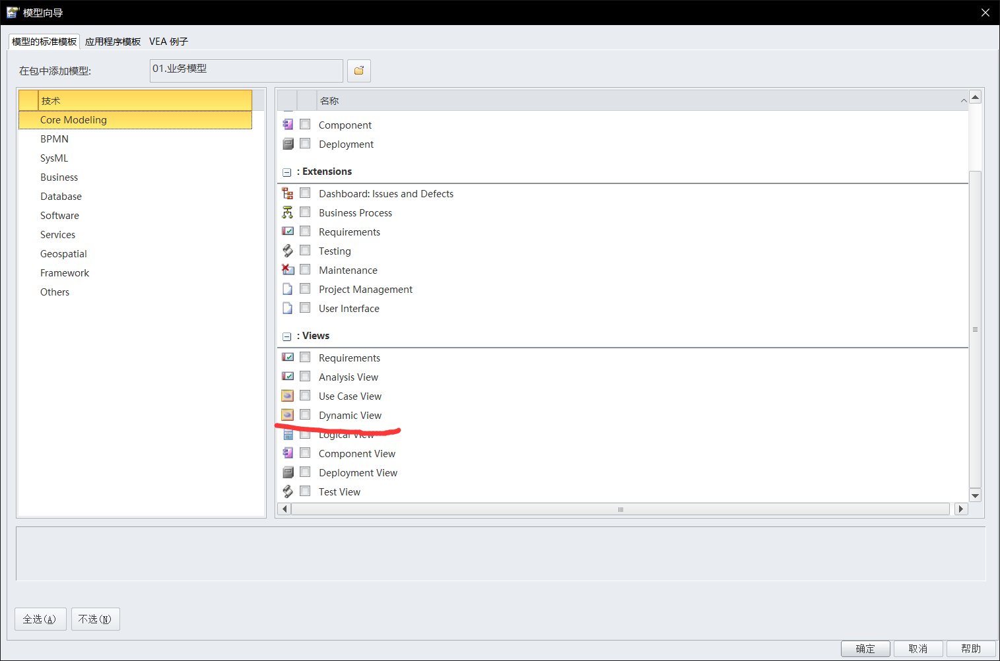 模型向导
模型的标准模板 应用程序模板 VEA 例子
在包中添加模型: 01.业务模型
技术
Core Modeling
BPMN
SysML
Business
Database
Software
Services
Geospatial
Framework
Others
名称
Component
Deployment
: Extensions
Dashboard: Issues and Defects
Business Process
Requirements
Testing
Maintenance
Project Management
User Interface
: Views
Requirements
Analysis View
Use Case View
Dynamic View
Logical View
Component View
Deployment View
Test View
全选(A) 不选(N)
确定 取消 帮助